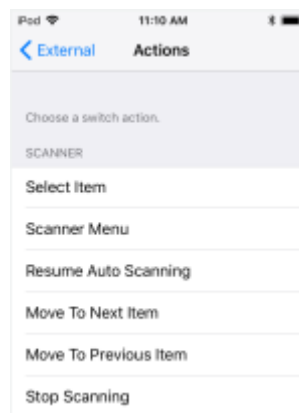 iPod 11:10 AM
External Actions
Choose a switch action.
SCANNER
Select Item
Scanner Menu
Resume Auto Scanning
Move To Next Item
Move To Previous Item
Stop Scanning